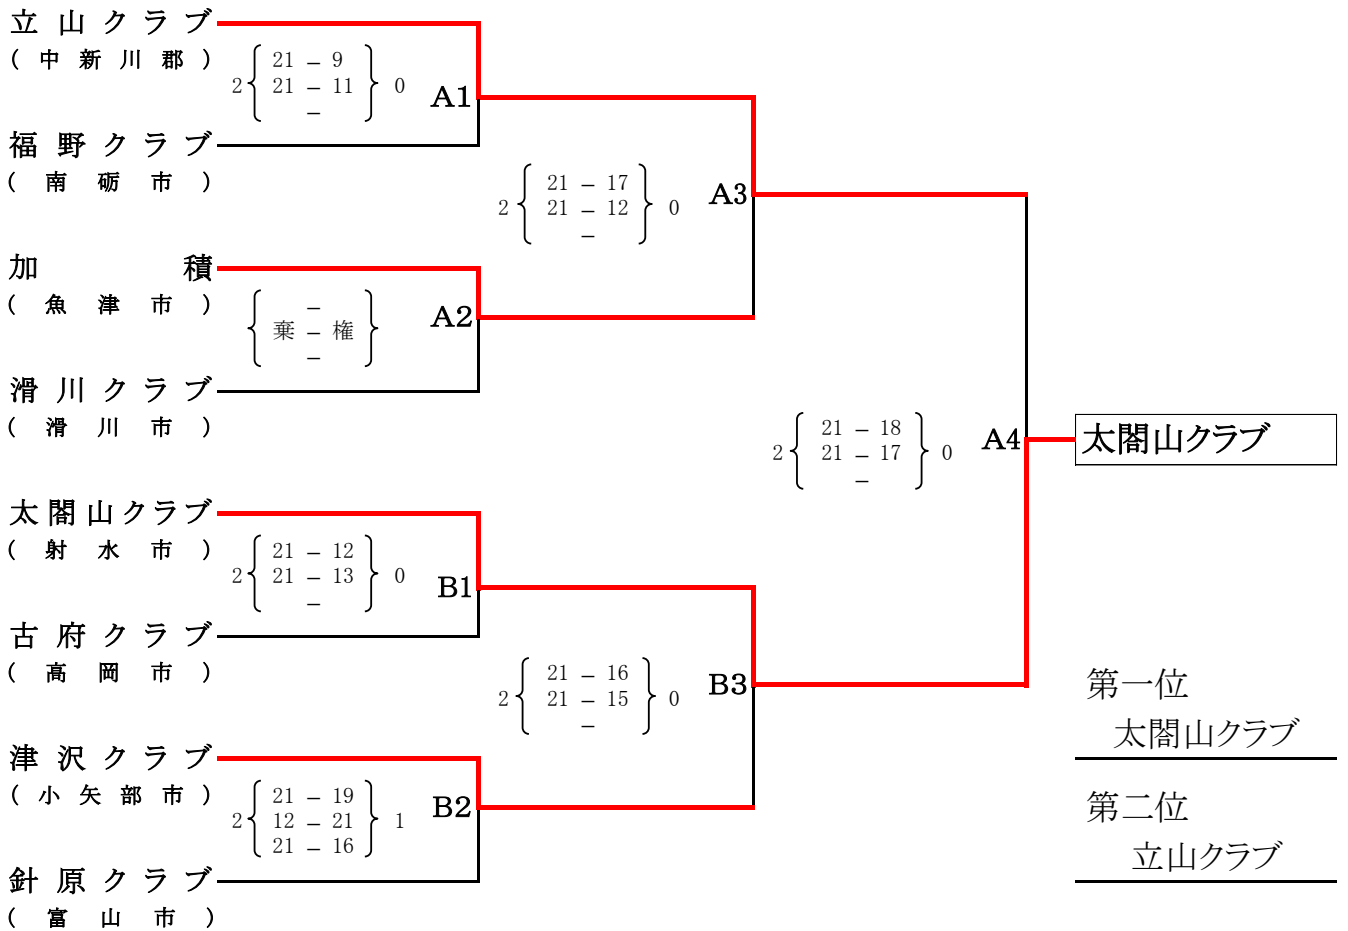 立山クラブ
(中新川郡)
2 21 – 9 0
21 – 11
–
A1
福野クラブ
(南砺市)
2 21 – 17 0
21 – 12
–
A3
加積
(魚津市)
–
棄 – 権
–
A2
滑川クラブ
(滑川市)
2 21 – 18 0
21 – 17
–
A4
太閤山クラブ
太閤山クラブ
(射水市)
2 21 – 12 0
21 – 13
–
B1
古府クラブ
(高岡市)
2 21 – 16 0
21 – 15
–
B3
津沢クラブ
(小矢部市)
2 21 – 19 1
12 – 21
21 – 16
B2
針原クラブ
(富山市)
第一位
太閤山クラブ
第二位
立山クラブ